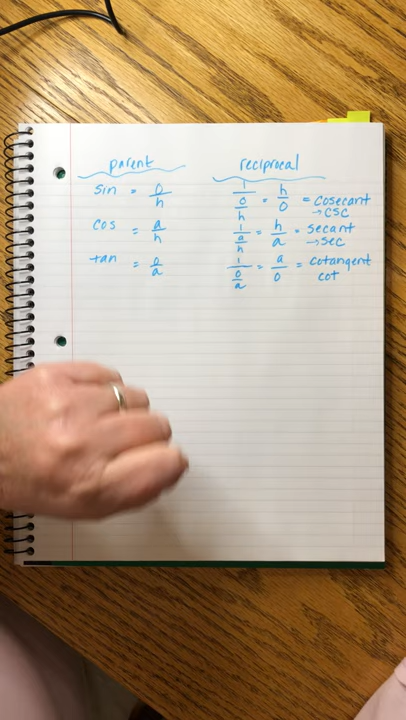 parent reciprocal
sin = o/h 1/(o/h) = h/o = cosecant
→ csc
cos = a/h 1/(a/h) = h/a = secant
→ sec
tan = o/a 1/(o/a) = a/o = cotangent
cot